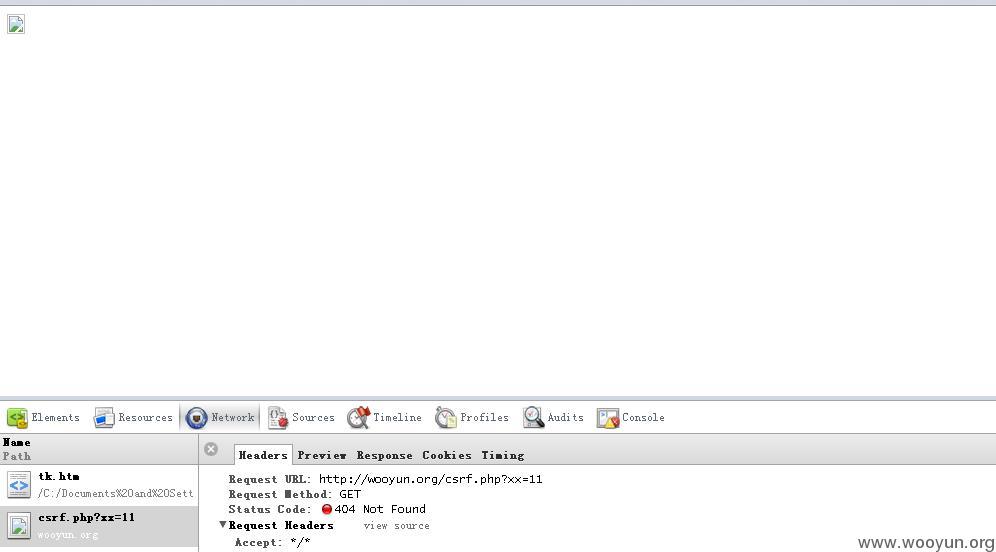 Elements Resources Network Sources Timeline Profiles Audits Console
Name
Path
Headers Preview Response Cookies Timing
tk.htm
/C:/Documents%20and%20Sett
csrf.php?xx=11
wooyun.org
Request URL: http://wooyun.org/csrf.php?xx=11
Request Method: GET
Status Code: 404 Not Found
▼Request Headers view source
Accept: */*
www.wooyun.org